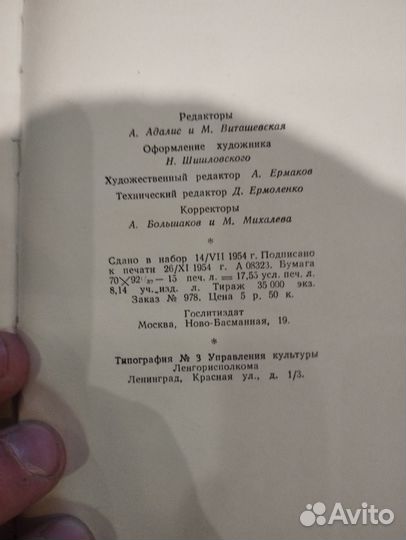 Редакторы
А. Адалис и М. Виташевская
Оформление художника
Н. Шишловского
Художественный редактор А. Ермаков
Технический редактор Д. Ермоленко
Корректоры
А. Большаков и М. Михалева
*
Сдано в набор 14/VII 1954 г. Подписано
к печати 26/XI 1954 г. А 08323. Бумага
70×92 — 15 печ. л. = 17,55 усл. печ. л.
8,14 уч.-изд. л. Тираж 35 000 экз.
Заказ № 978. Цена 5 р. 50 к.
Гослитиздат
Москва, Ново-Басманная, 19.
*
Типография № 3 Управления культуры
Ленгорисполкома
Ленинград, Красная ул., д. 1/3.
Avito